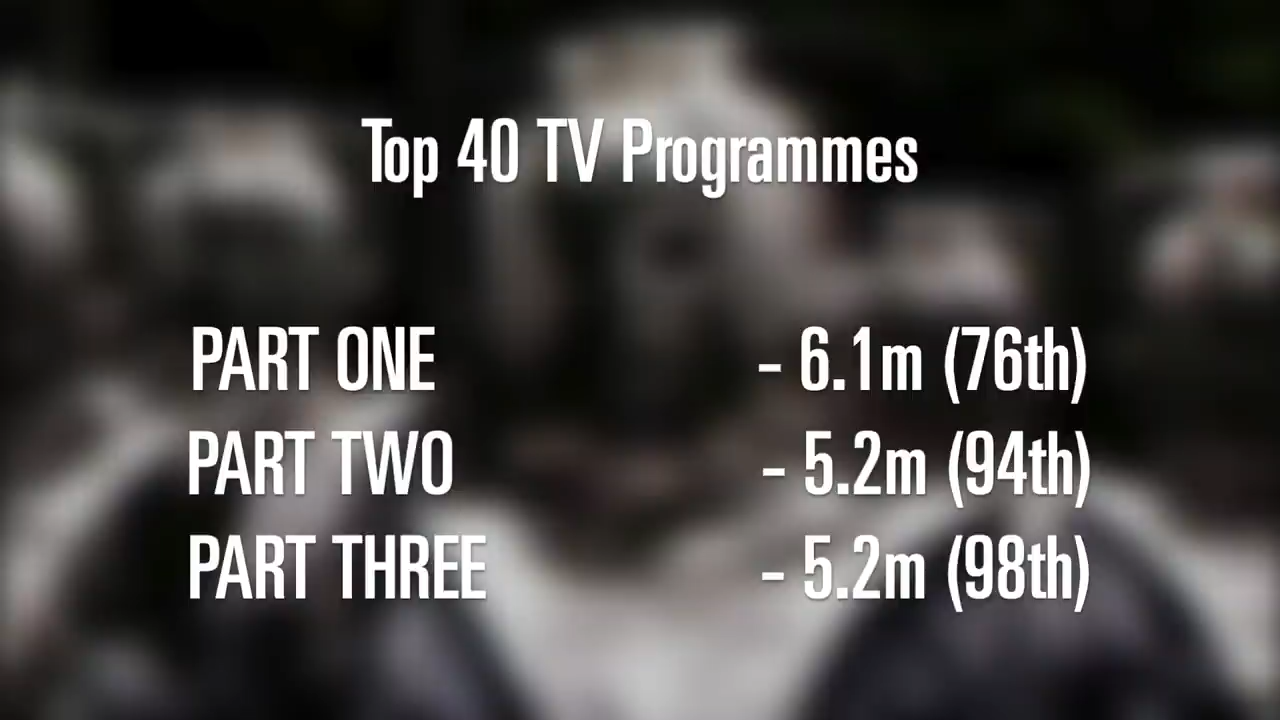 Top 40 TV Programmes
PART ONE – 6.1m (76th)
PART TWO – 5.2m (94th)
PART THREE – 5.2m (98th)